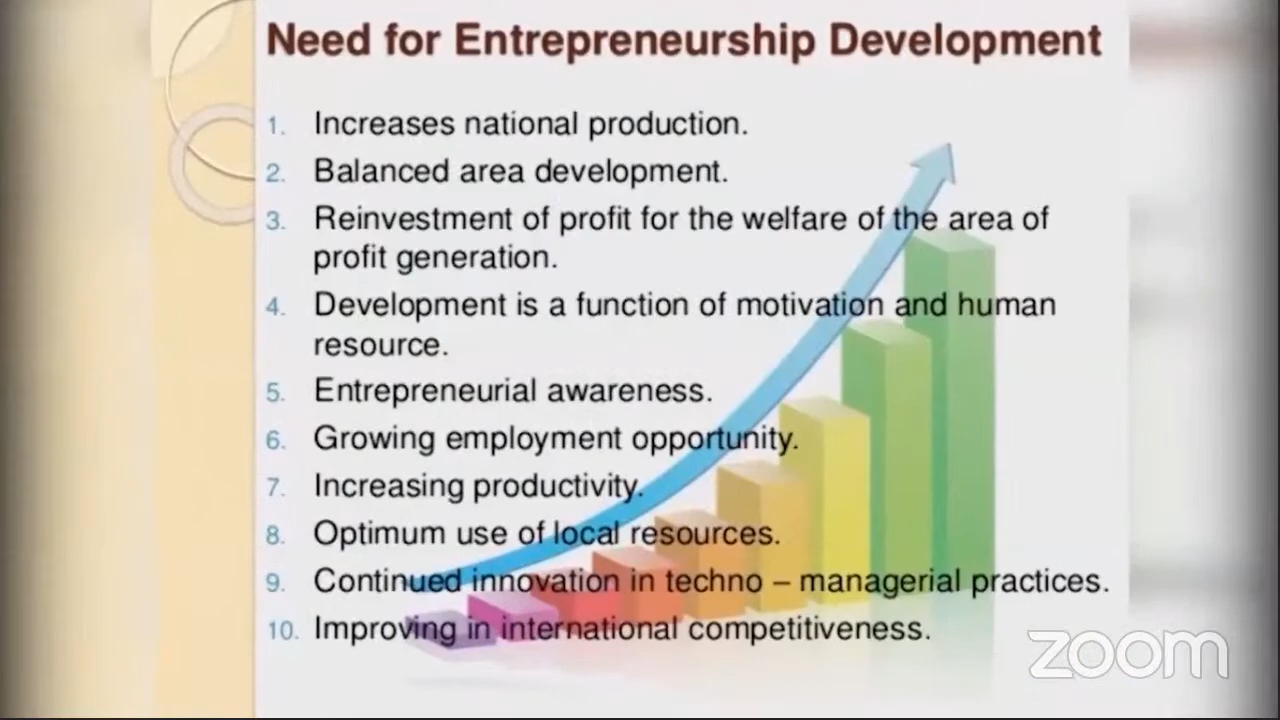 Need for Entrepreneurship Development
1. Increases national production.
2. Balanced area development.
3. Reinvestment of profit for the welfare of the area of
profit generation.
4. Development is a function of motivation and human
resource.
5. Entrepreneurial awareness.
6. Growing employment opportunity.
7. Increasing productivity.
8. Optimum use of local resources.
9. Continued innovation in techno – managerial practices.
10. Improving in international competitiveness.
zoom